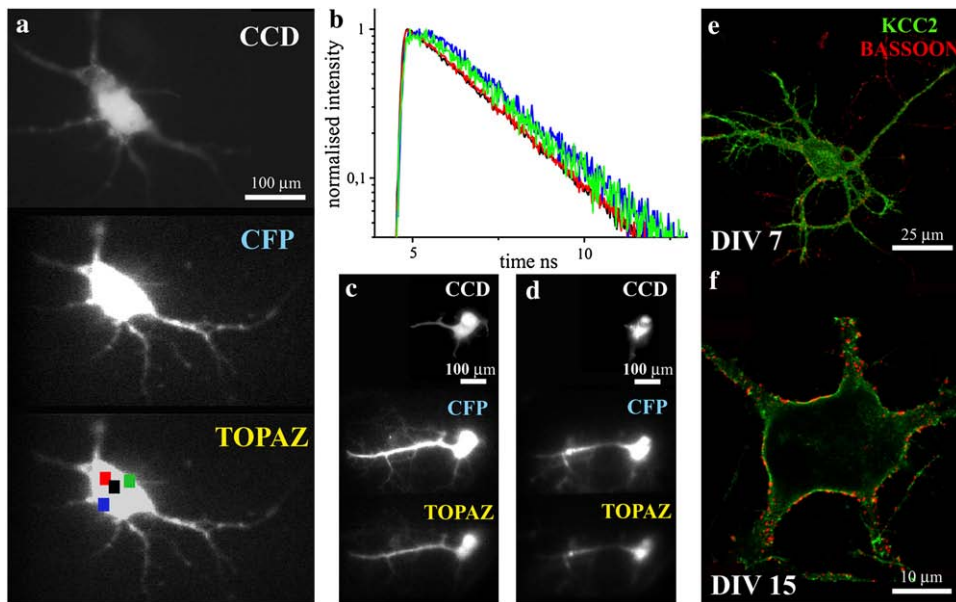 a
CCD
100 µm
CFP
TOPAZ
b
normalised intensity
1
0,1
5
10
time ns
c
CCD
100 µm
CFP
TOPAZ
d
CCD
100 µm
CFP
TOPAZ
e
KCC2
BASSOON
DIV 7
25 µm
f
DIV 15
10 µm